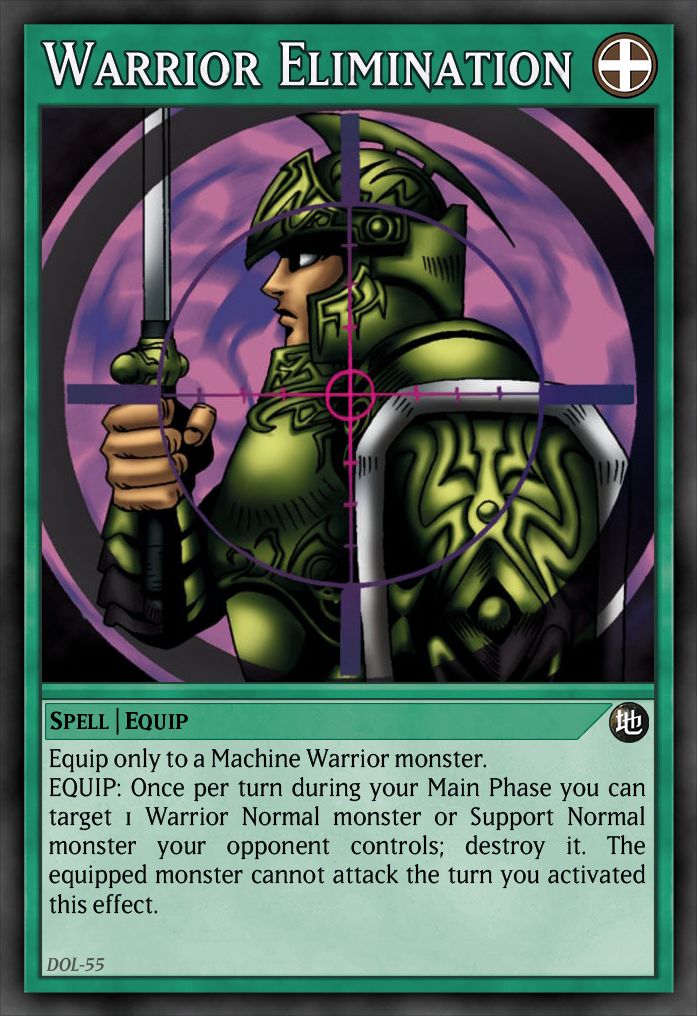 Warrior Elimination
Spell | Equip
Equip only to a Machine Warrior monster.
EQUIP: Once per turn during your Main Phase you can
target 1 Warrior Normal monster or Support Normal
monster your opponent controls; destroy it. The
equipped monster cannot attack the turn you activated
this effect.
DOL-55